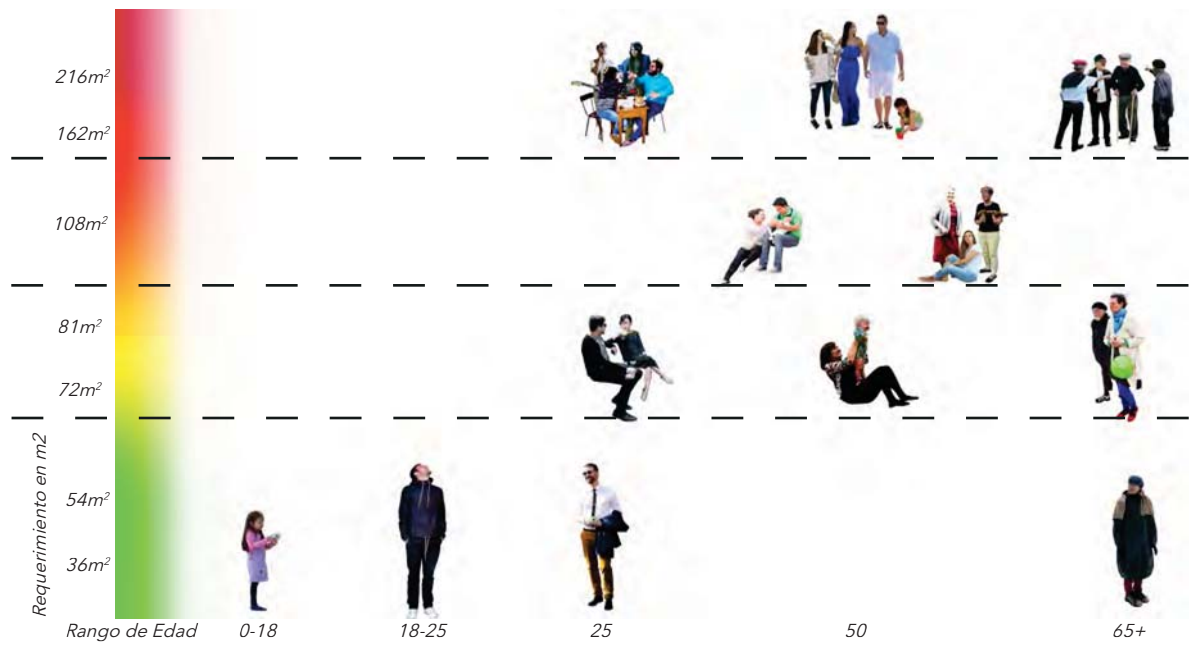 216m²
162m²
108m²
81m²
72m²
54m²
36m²
Requerimiento en m2
Rango de Edad 0-18 18-25 25 50 65+